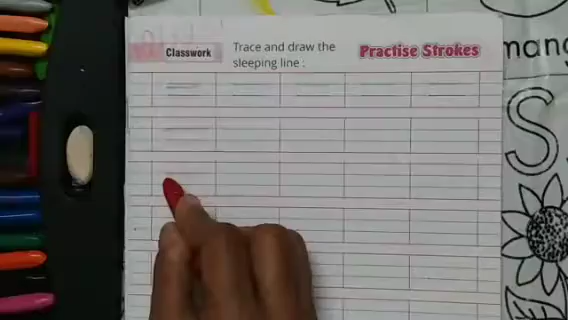 Classwork
Trace and draw the
sleeping line :
Practise Strokes
mang
S